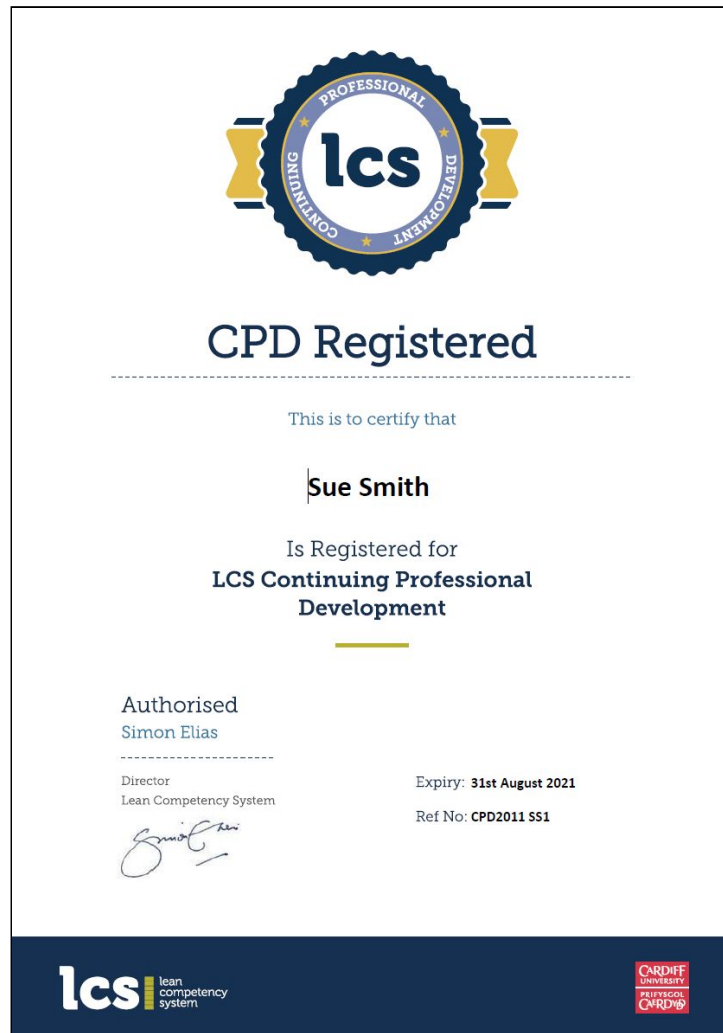 CONTINUING PROFESSIONAL DEVELOPMENT
lcs
CPD Registered
This is to certify that
Sue Smith
Is Registered for
LCS Continuing Professional
Development
Authorised
Simon Elias
Director
Lean Competency System
Expiry: 31st August 2021
Ref No: CPD2011 SS1
lcs
lean
competency
system
CARDIFF
UNIVERSITY
PRIFYSGOL
CAERDYDD